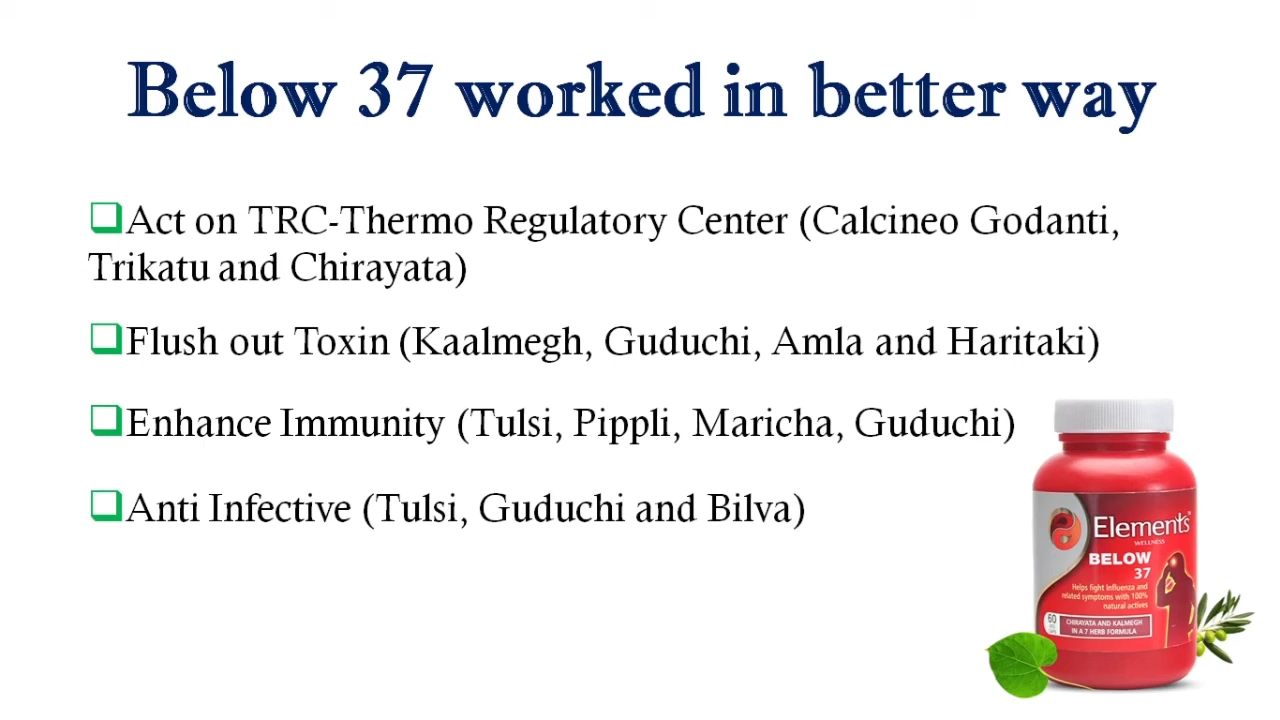 Below 37 worked in better way
Act on TRC-Thermo Regulatory Center (Calcineo Godanti,
Trikatu and Chirayata)
Flush out Toxin (Kaalmegh, Guduchi, Amla and Haritaki)
Enhance Immunity (Tulsi, Pippli, Maricha, Guduchi)
Anti Infective (Tulsi, Guduchi and Bilva)
Elements
WELLNESS
BELOW
37
Helps fight Influenza and
related symptoms with 100%
natural actives
60
CHIRAYATA AND KALMEGH
IN A 7 HERB FORMULA